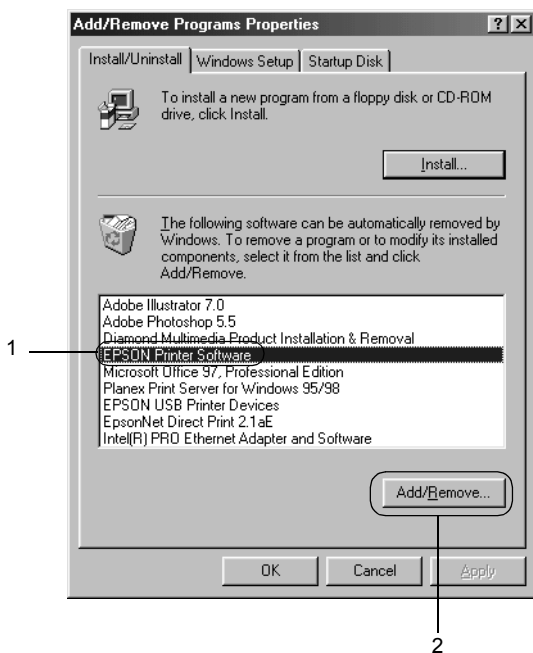 Add/Remove Programs Properties
? ×
Install/Uninstall Windows Setup Startup Disk
To install a new program from a floppy disk or CD-ROM
drive, click Install.
Install...
The following software can be automatically removed by
Windows. To remove a program or to modify its installed
components, select it from the list and click
Add/Remove.
Adobe Illustrator 7.0
Adobe Photoshop 5.5
Diamond Multimedia Product Installation & Removal
1
EPSON Printer Software
Microsoft Office 97, Professional Edition
Planex Print Server for Windows 95/98
EPSON USB Printer Devices
EpsonNet Direct Print 2.1aE
Intel(R) PRO Ethernet Adapter and Software
Add/Remove...
OK Cancel Apply
2